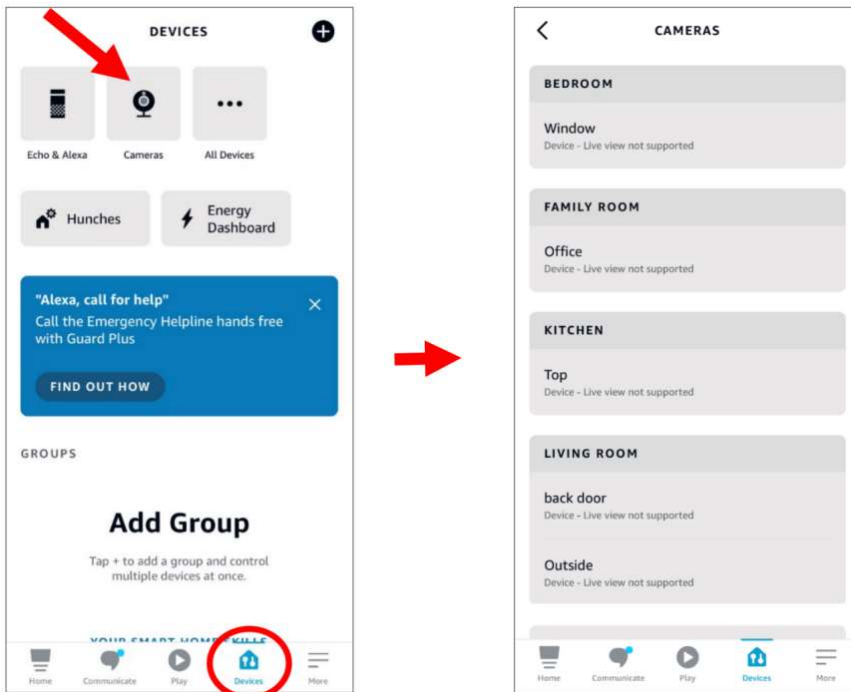 DEVICES
Echo & Alexa
Cameras
All Devices
Hunches
Energy
Dashboard
"Alexa, call for help"
Call the Emergency Helpline hands free
with Guard Plus
FIND OUT HOW
GROUPS
Add Group
Tap + to add a group and control
multiple devices at once.
YOUR SMART HOME SKILLS
Home
Communicate
Play
Devices
More
CAMERAS
BEDROOM
Window
Device - Live view not supported
FAMILY ROOM
Office
Device - Live view not supported
KITCHEN
Top
Device - Live view not supported
LIVING ROOM
back door
Device - Live view not supported
Outside
Device - Live view not supported
Home
Communicate
Play
Devices
More